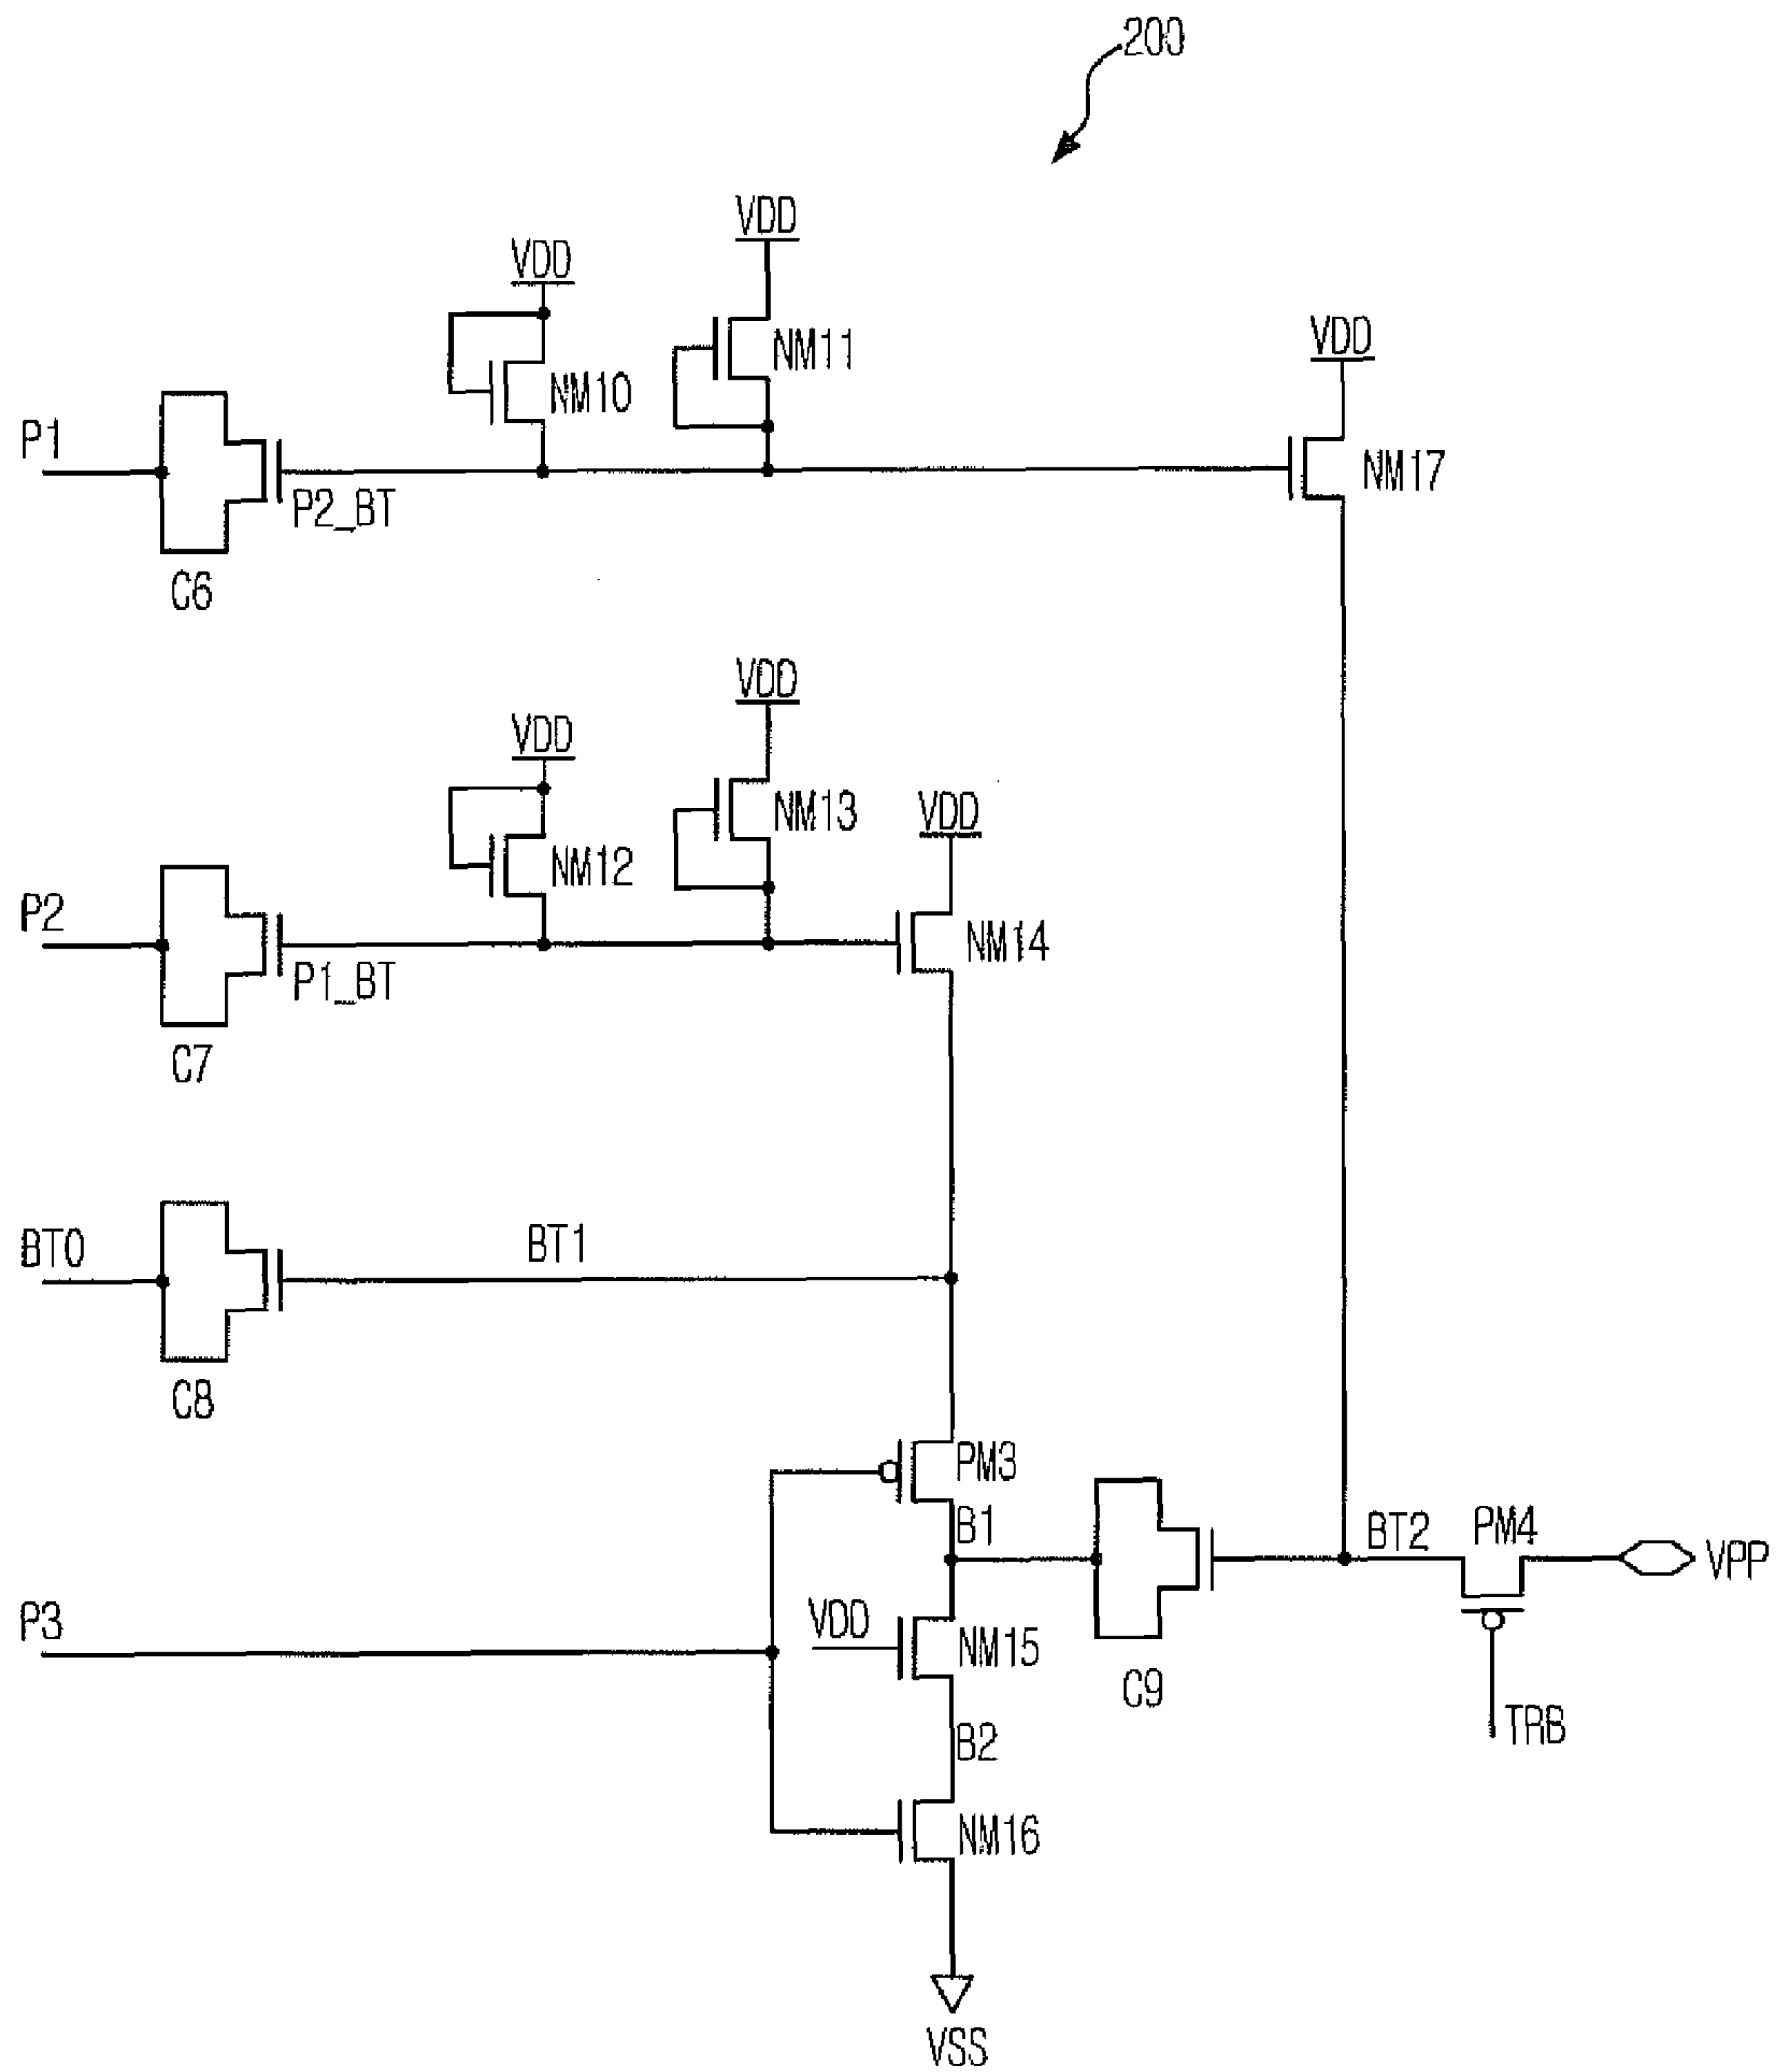 200
VDD
VDD
NM11
VDD
NM10
P1
NM17
P2_BT
C6
VDD
VDD
NM13
VDD
NM12
P2
NM14
P1_BT
C7
BT0
BT1
C8
PM3
B1
BT2
PM4
VPP
P3
VDD
NM15
C9
TRB
B2
NM16
VSS